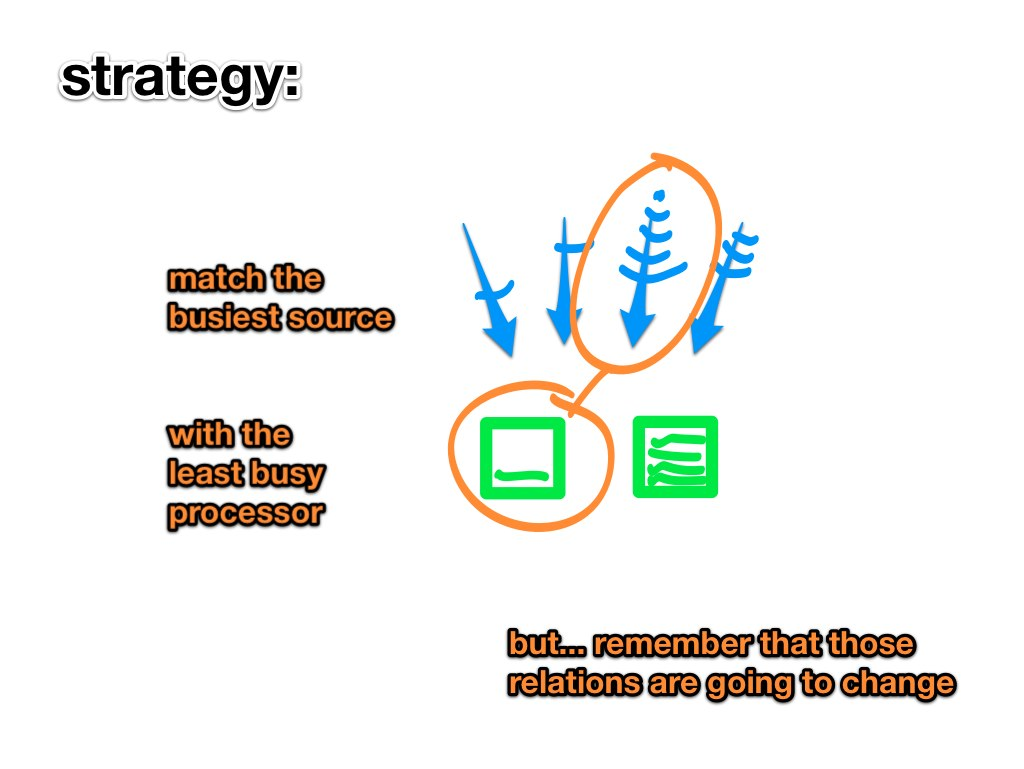 strategy:
match the
busiest source
with the
least busy
processor
but... remember that those
relations are going to change